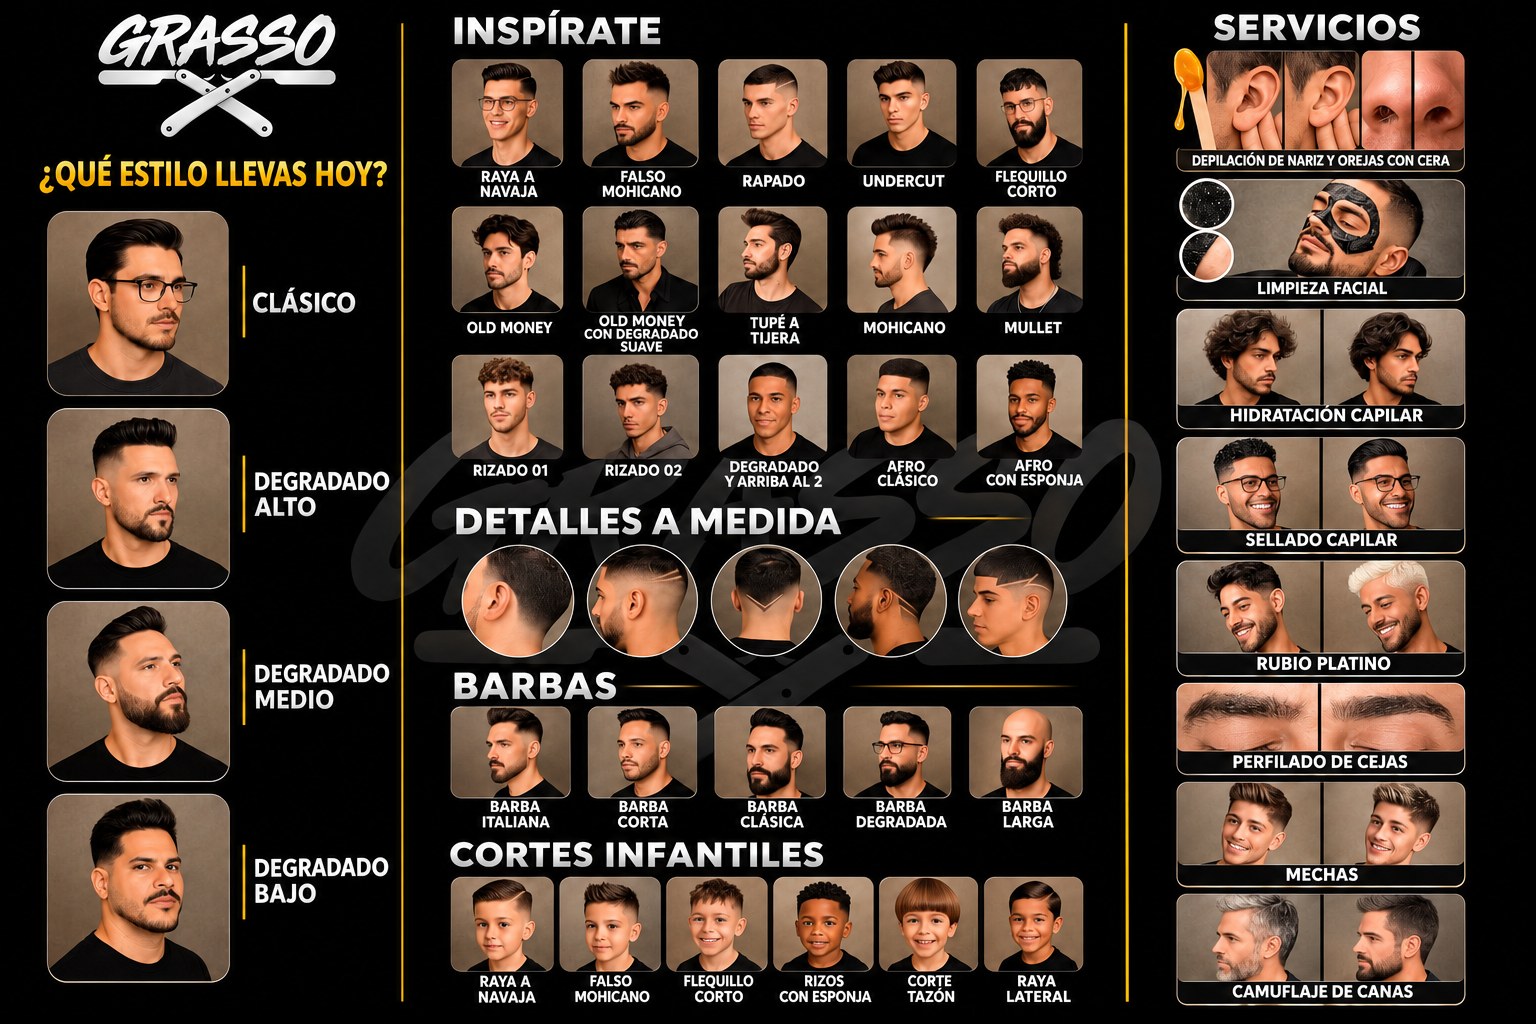 GRASSO
¿QUÉ ESTILO LLEVAS HOY?
CLÁSICO
DEGRADADO
ALTO
DEGRADADO
MEDIO
DEGRADADO
BAJO
INSPÍRATE
RAYA A
NAVAJA
FALSO
MOHICANO
RAPADO
UNDERCUT
FLEQUILLO
CORTO
OLD MONEY
OLD MONEY
CON DEGRADADO
SUAVE
TUPÉ A
TIJERA
MOHICANO
MULLET
RIZADO 01
RIZADO 02
DEGRADADO
Y ARRIBA AL 2
AFRO
CLÁSICO
AFRO
CON ESPONJA
GRASSO
DETALLES A MEDIDA
BARBAS
BARBA
ITALIANA
BARBA
CORTA
BARBA
CLÁSICA
BARBA
DEGRADADA
BARBA
LARGA
CORTES INFANTILES
RAYA A
NAVAJA
FALSO
MOHICANO
FLEQUILLO
CORTO
RIZOS
CON ESPONJA
CORTE
TAZÓN
RAYA
LATERAL
SERVICIOS
DEPILACIÓN DE NARIZ Y OREJAS CON CERA
LIMPIEZA FACIAL
HIDRATACIÓN CAPILAR
SELLADO CAPILAR
RUBIO PLATINO
PERFILADO DE CEJAS
MECHAS
CAMUFLAJE DE CANAS